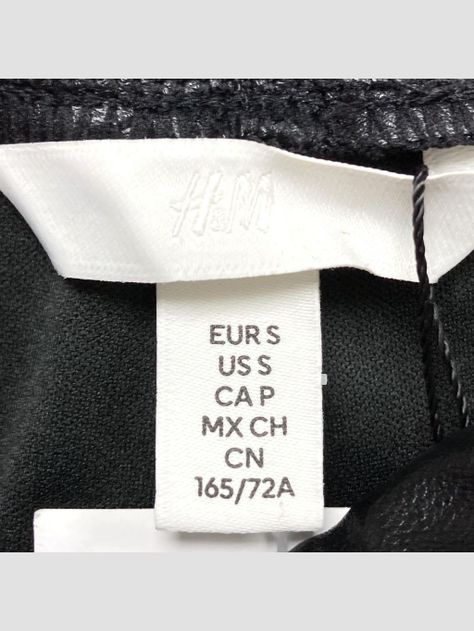 H&M
EUR S
US S
CA P
MX CH
CN
165/72A